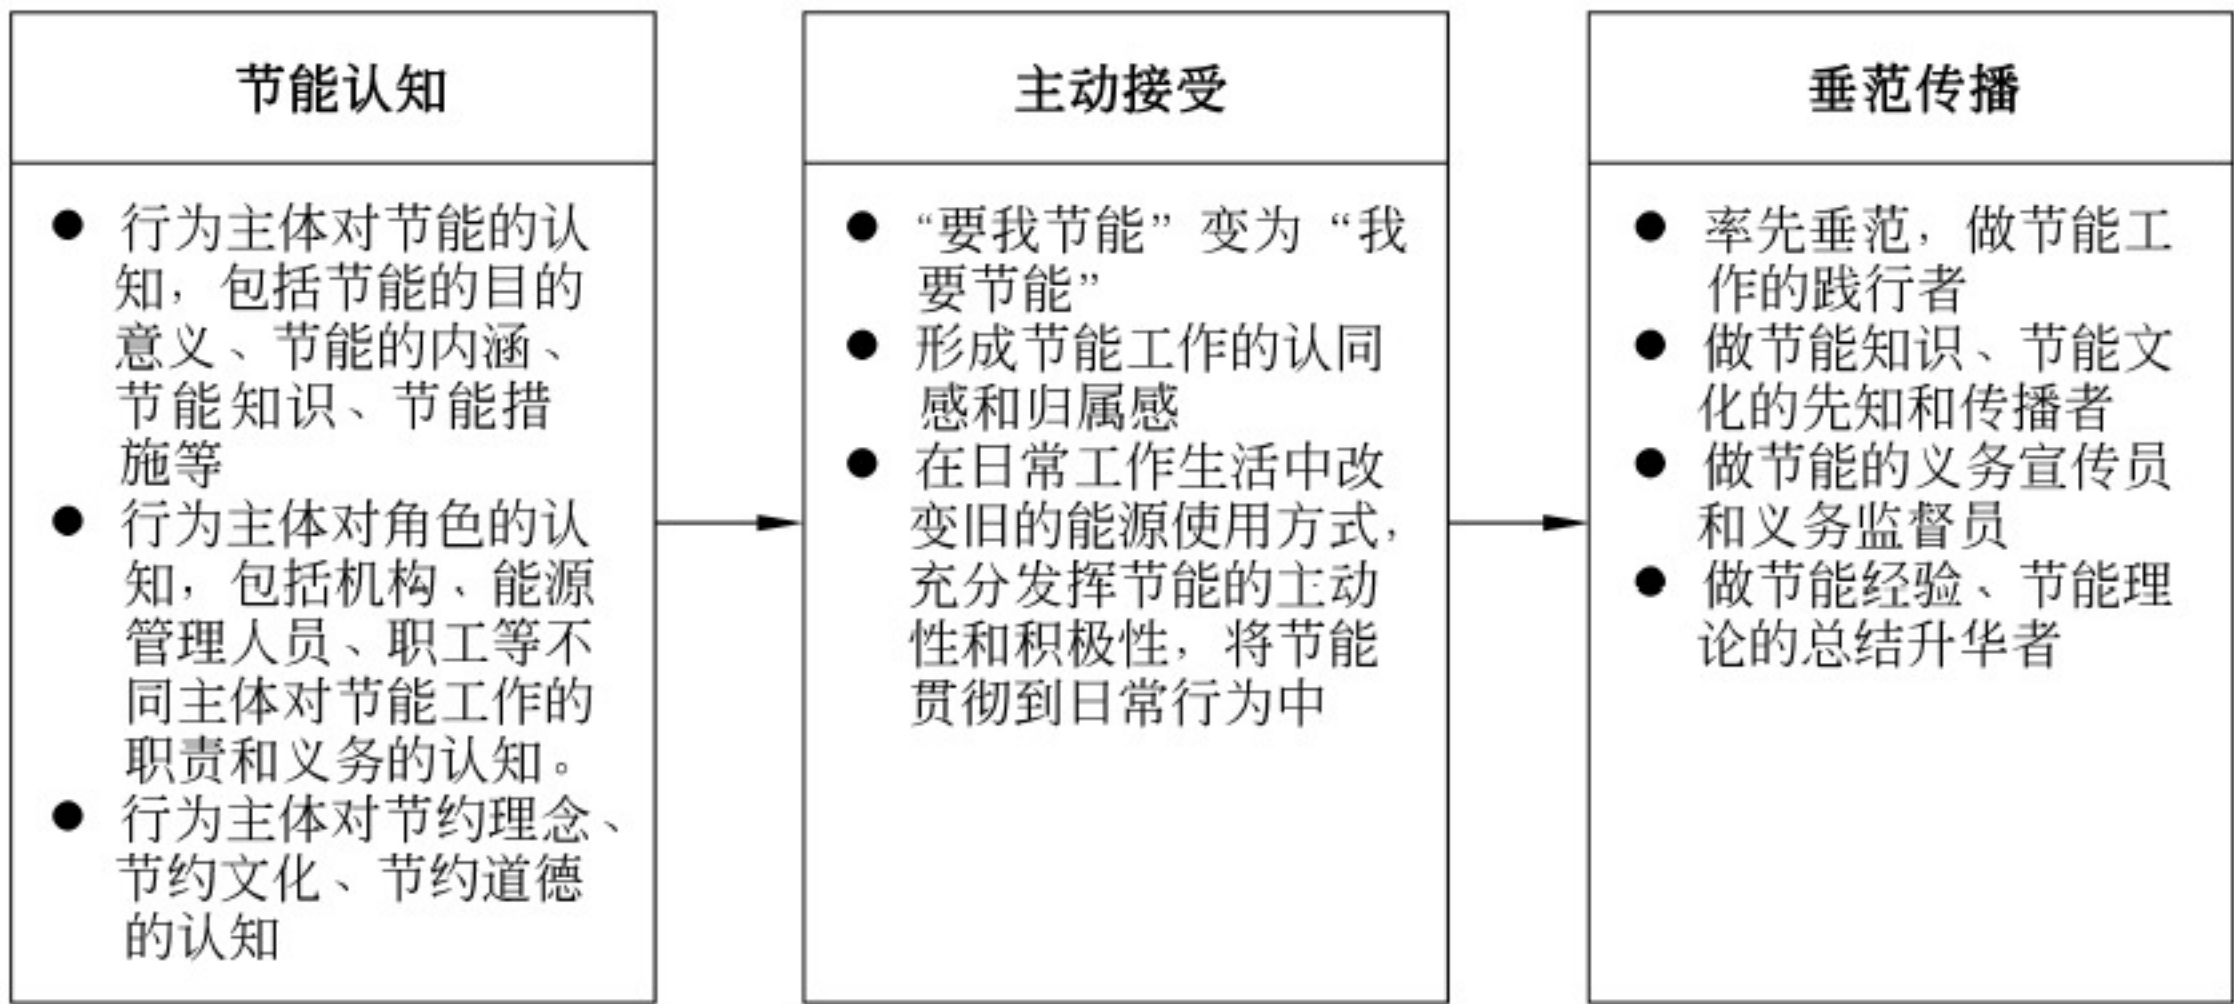 节能认知
● 行为主体对节能的认
知，包括节能的目的
意义、节能的内涵、
节能知识、节能措
施等
● 行为主体对角色的认
知，包括机构、能源
管理人员、职工等不
同主体对节能工作的
职责和义务的认知。
● 行为主体对节约理念、
节约文化、节约道德
的认知
主动接受
● “要我节能”变为“我
要节能”
● 形成节能工作的认同
感和归属感
● 在日常工作生活中改
变旧的能源使用方式，
充分发挥节能的主动
性和积极性，将节能
贯彻到日常行为中
垂范传播
● 率先垂范，做节能工
作的践行者
● 做节能知识、节能文
化的先知和传播者
● 做节能的义务宣传员
和义务监督员
● 做节能经验、节能理
论的总结升华者